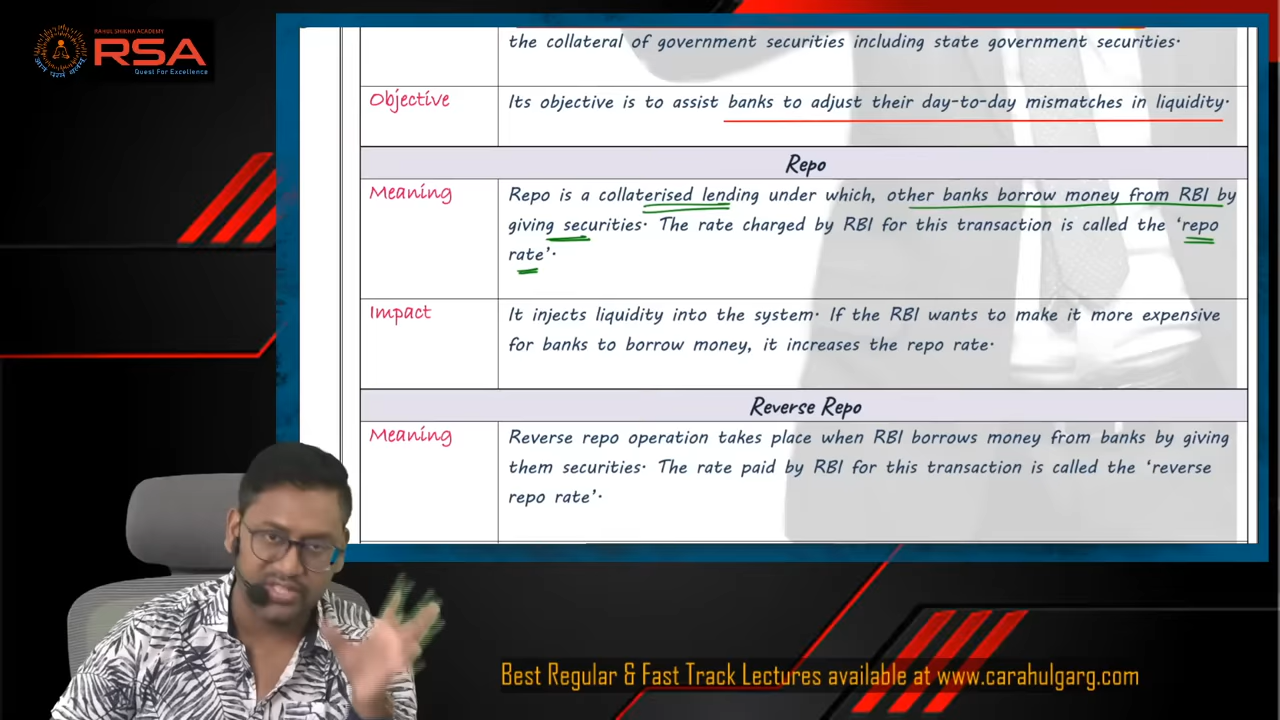 RAHUL SHIKHA ACADEMY
RSA
Quest For Excellence
the collateral of government securities including state government securities·
Objective
Its objective is to assist banks to adjust their day-to-day mismatches in liquidity·
Repo
Meaning
Repo is a collaterised lending under which, other banks borrow money from RBI by
giving securities· The rate charged by RBI for this transaction is called the ‘repo
rate’·
Impact
It injects liquidity into the system· If the RBI wants to make it more expensive
for banks to borrow money, it increases the repo rate·
Reverse Repo
Meaning
Reverse repo operation takes place when RBI borrows money from banks by giving
them securities· The rate paid by RBI for this transaction is called the ‘reverse
repo rate’·
Best Regular & Fast Track Lectures available at www.carahulgarg.com